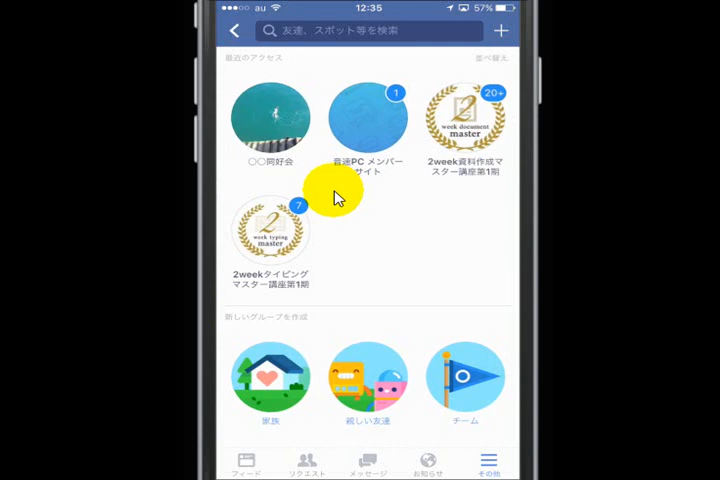 au 12:35 57%
友達、スポット等を検索
最近のアクセス 並べ替え
1 20+
2
week document
master
〇〇同好会 音速PC メンバー 2week資料作成マ
サイト スター講座第1期
7
2
week typing
master
2weekタイピング
マスター講座第1期
新しいグループを作成
家族 親しい友達 チーム
フィード リクエスト メッセージ お知らせ その他